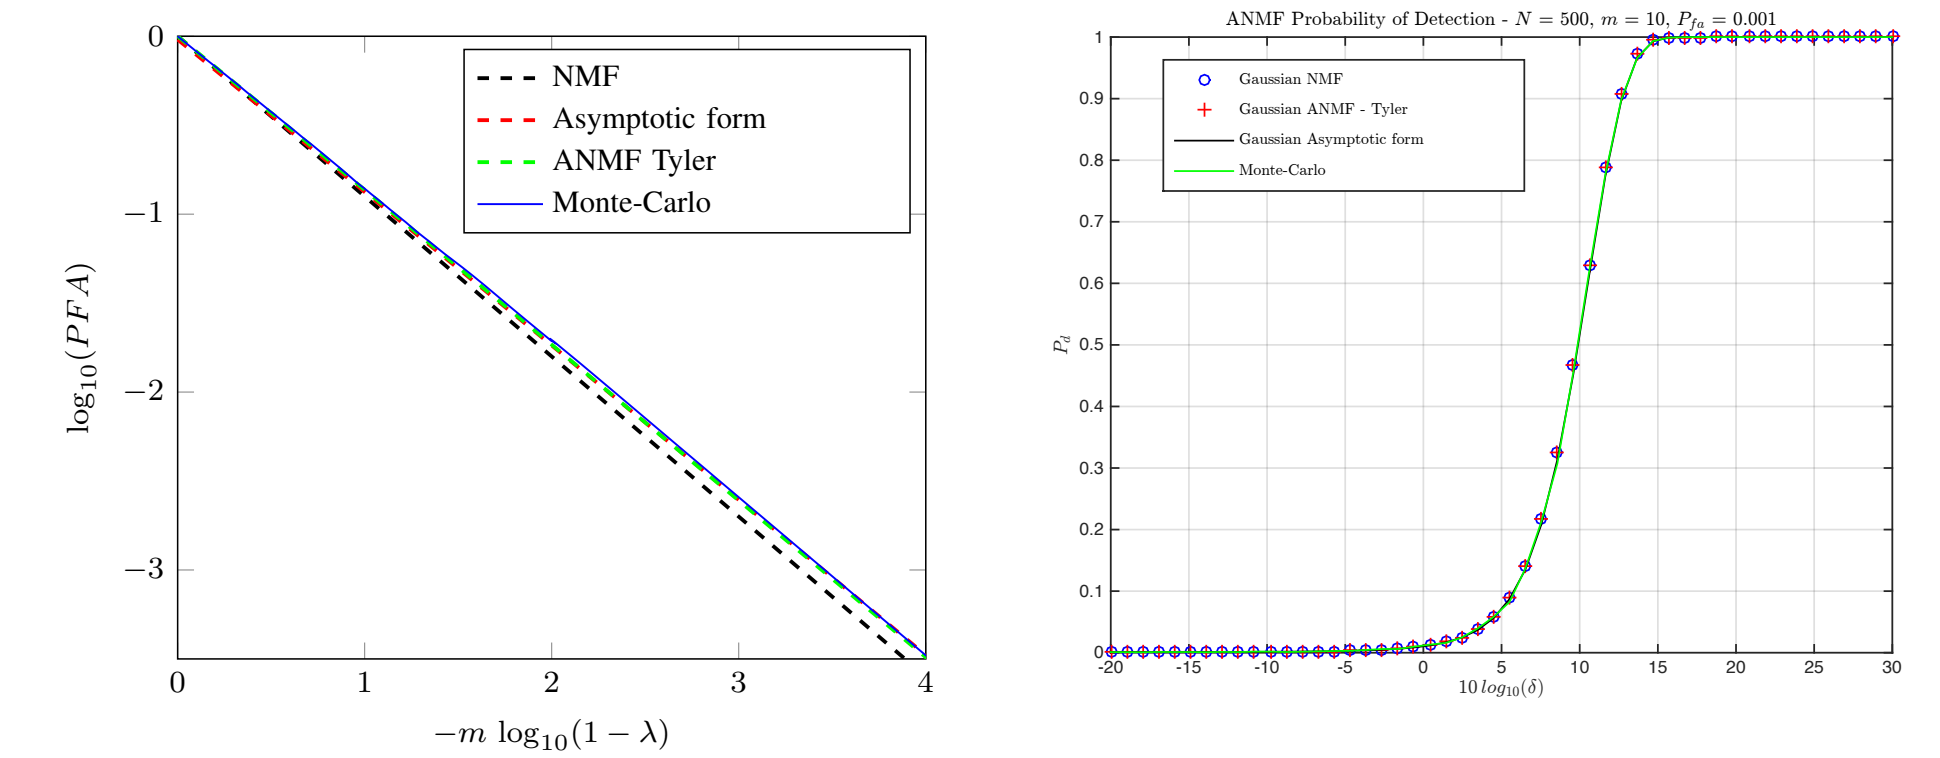 0
−1
−2
−3
log10(PFA)
NMF
Asymptotic form
ANMF Tyler
Monte-Carlo
0 1 2 3 4
−m log10(1 − λ)
ANMF Probability of Detection - N = 500, m = 10, Pfa = 0.001
1
0.9
0.8
0.7
0.6
0.5
0.4
0.3
0.2
0.1
0
Pd
Gaussian NMF
Gaussian ANMF - Tyler
Gaussian Asymptotic form
Monte-Carlo
-20 -15 -10 -5 0 5 10 15 20 25 30
10 log10(δ)